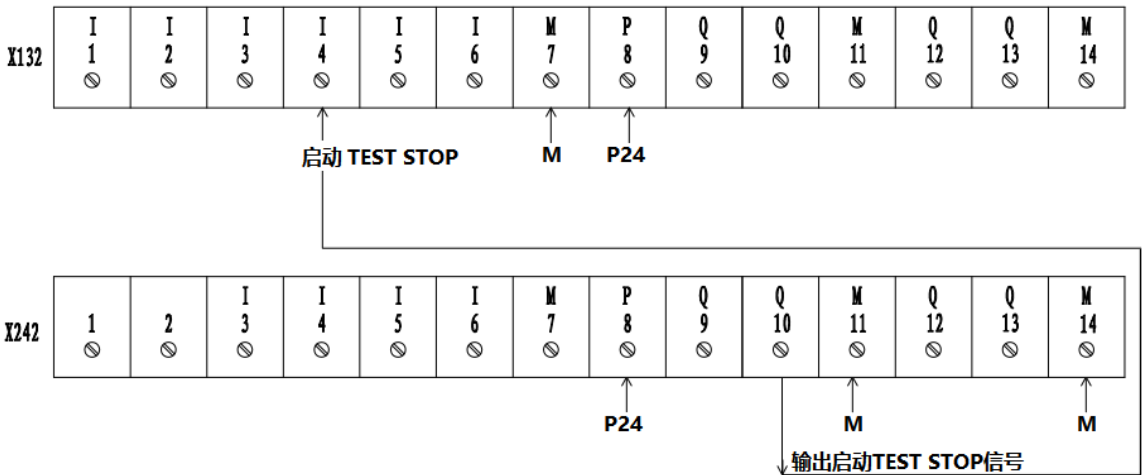 I I I I I I M P Q Q M Q Q M
X132 1 2 3 4 5 6 7 8 9 10 11 12 13 14
启动 TEST STOP M P24
I I I I M P Q Q M Q Q M
X242 1 2 3 4 5 6 7 8 9 10 11 12 13 14
P24 M M
输出启动TEST STOP信号